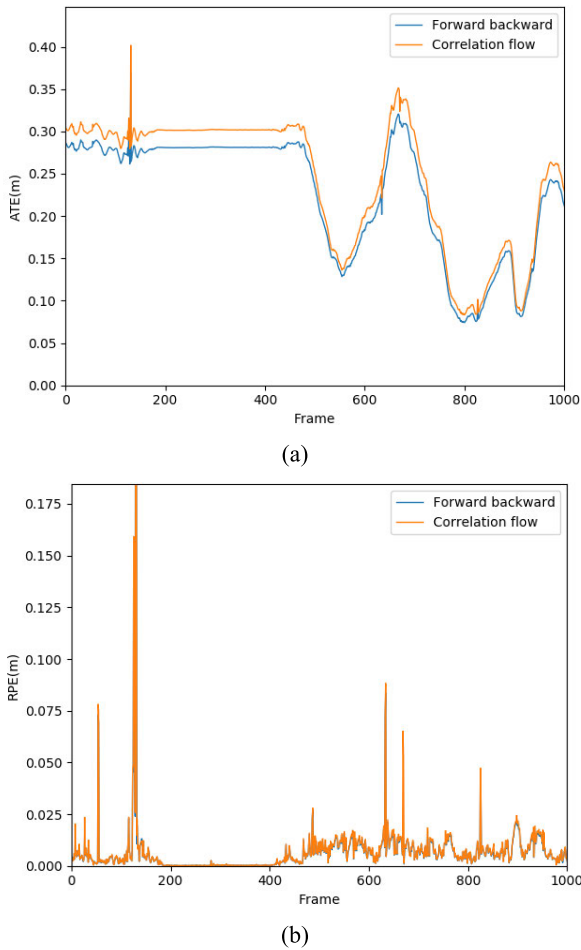 0.40
0.35
0.30
0.25
0.20
0.15
0.10
0.05
0.00
ATE(m)
Forward backward
Correlation flow
0 200 400 600 800 1000
Frame
(a)
0.175
0.150
0.125
0.100
0.075
0.050
0.025
0.000
RPE(m)
Forward backward
Correlation flow
0 200 400 600 800 1000
Frame
(b)